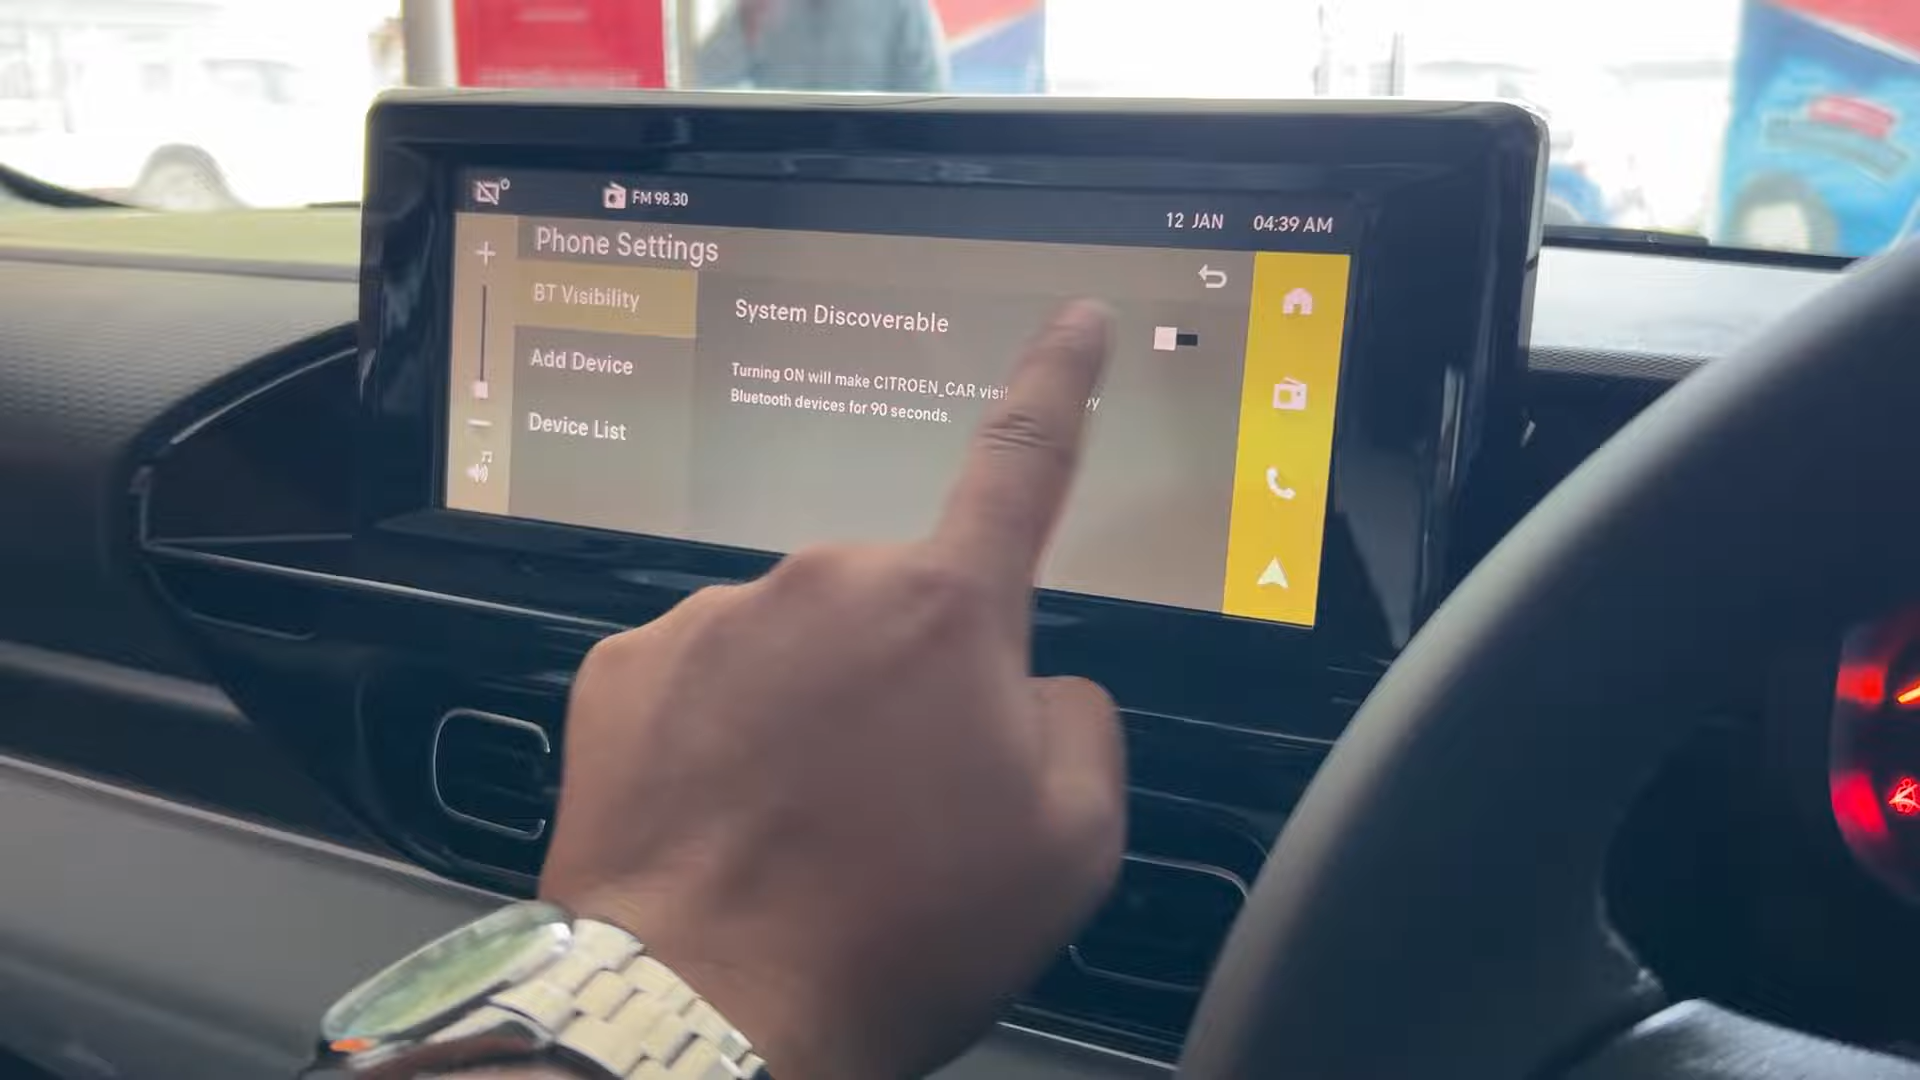 FM 98.30
12 JAN 04:39 AM
Phone Settings
BT Visibility
Add Device
Device List
System Discoverable
Turning ON will make CITROEN_CAR
Bluetooth devices for 90 seconds.